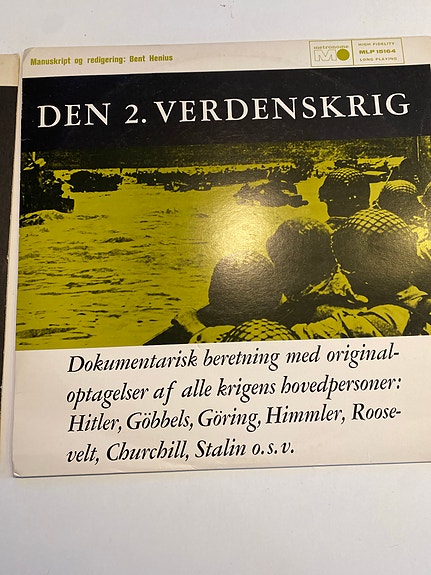 Manuskript og redigering: Bent Henius
metronome
HIGH FIDELITY
MLP 15164
LONG PLAYING
DEN 2. VERDENSKRIG
Dokumentarisk beretning med original-
optagelser af alle krigens hovedpersoner:
Hitler, Göbbels, Göring, Himmler, Roose-
velt, Churchill, Stalin o.s.v.